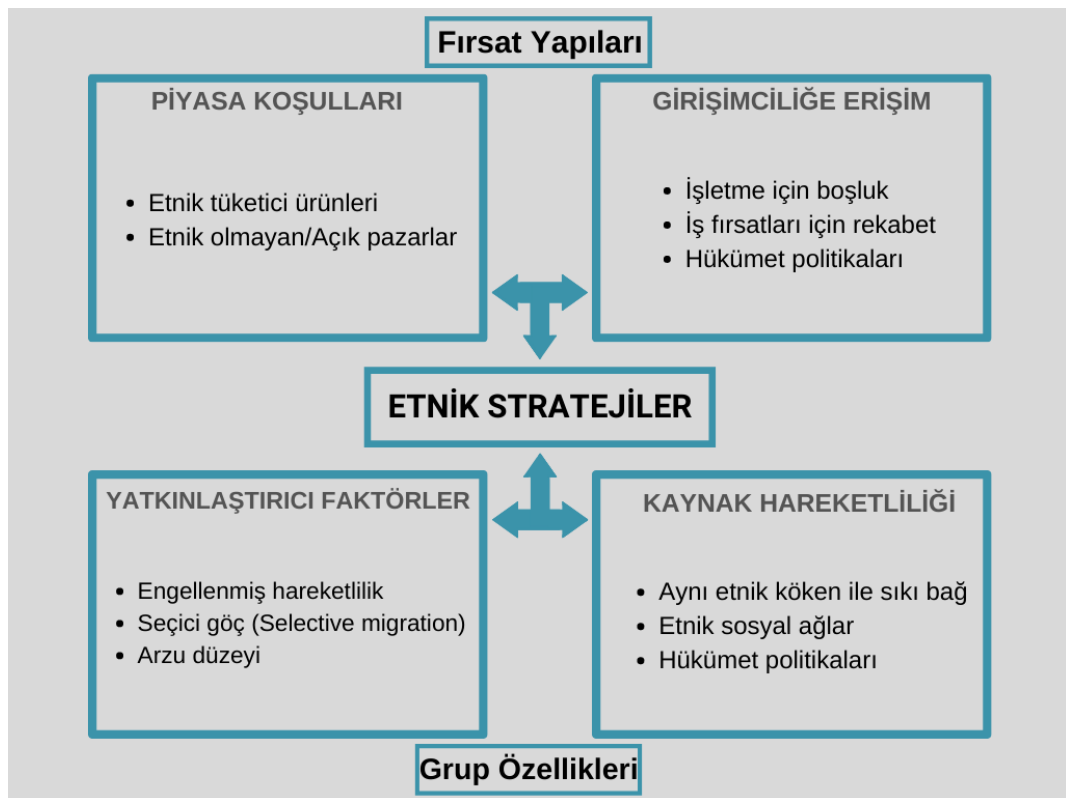 Fırsat Yapıları
PİYASA KOŞULLARI
• Etnik tüketici ürünleri
• Etnik olmayan/Açık pazarlar
GİRİŞİMCİLİĞE ERİŞİM
• İşletme için boşluk
• İş fırsatları için rekabet
• Hükümet politikaları
ETNİK STRATEJİLER
YATKINLAŞTIRICI FAKTÖRLER
• Engellenmiş hareketlilik
• Seçici göç (Selective migration)
• Arzu düzeyi
KAYNAK HAREKETLİLİĞİ
• Aynı etnik köken ile sıkı bağ
• Etnik sosyal ağlar
• Hükümet politikaları
Grup Özellikleri